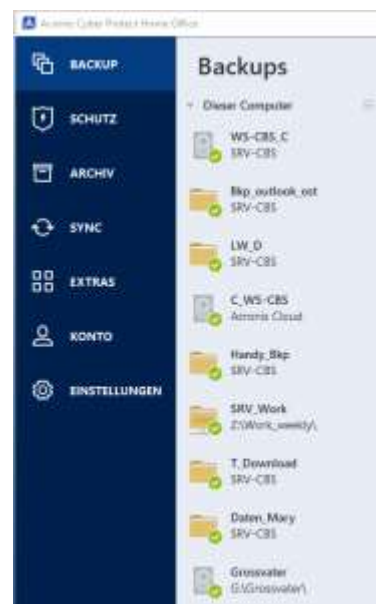 Acronis Cyber Protect Home Office
BACKUP
SCHUTZ
ARCHIV
SYNC
EXTRAS
KONTO
EINSTELLUNGEN
Backups
Dieser Computer
WS-CBS_C
SRV-CBS
Bkp_outlook_ost
SRV-CBS
LW_D
SRV-CBS
C_WS-CBS
Acronis Cloud
Handy_Bkp
SRV-CBS
SRV_Work
Z:\Work_weekly\
T_Download
SRV-CBS
Daten_Mary
SRV-CBS
Grossvater
G:\Grossvater\